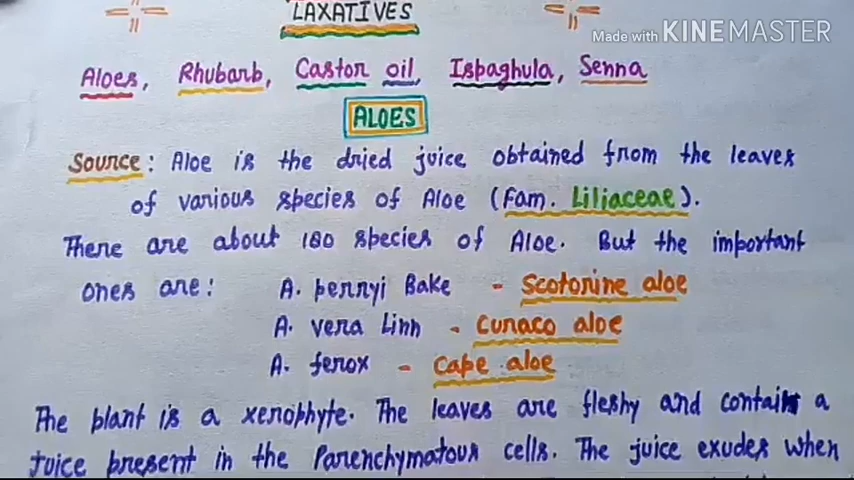 LAXATIVES
Made with KINEMASTER
Aloes, Rhubarb, Castor oil, Ispaghula, Senna
ALOES
Source: Aloe is the dried juice obtained from the leaves
of various species of Aloe (Fam. Liliaceae).
There are about 180 species of Aloe. But the important
ones are: A. perryi Bake - Scotorine aloe
A. vera Linn - Curaco aloe
A. ferox - Cape aloe
The plant is a xerophyte. The leaves are fleshy and contains a
juice present in the Parenchymatous cells. The juice exudes when